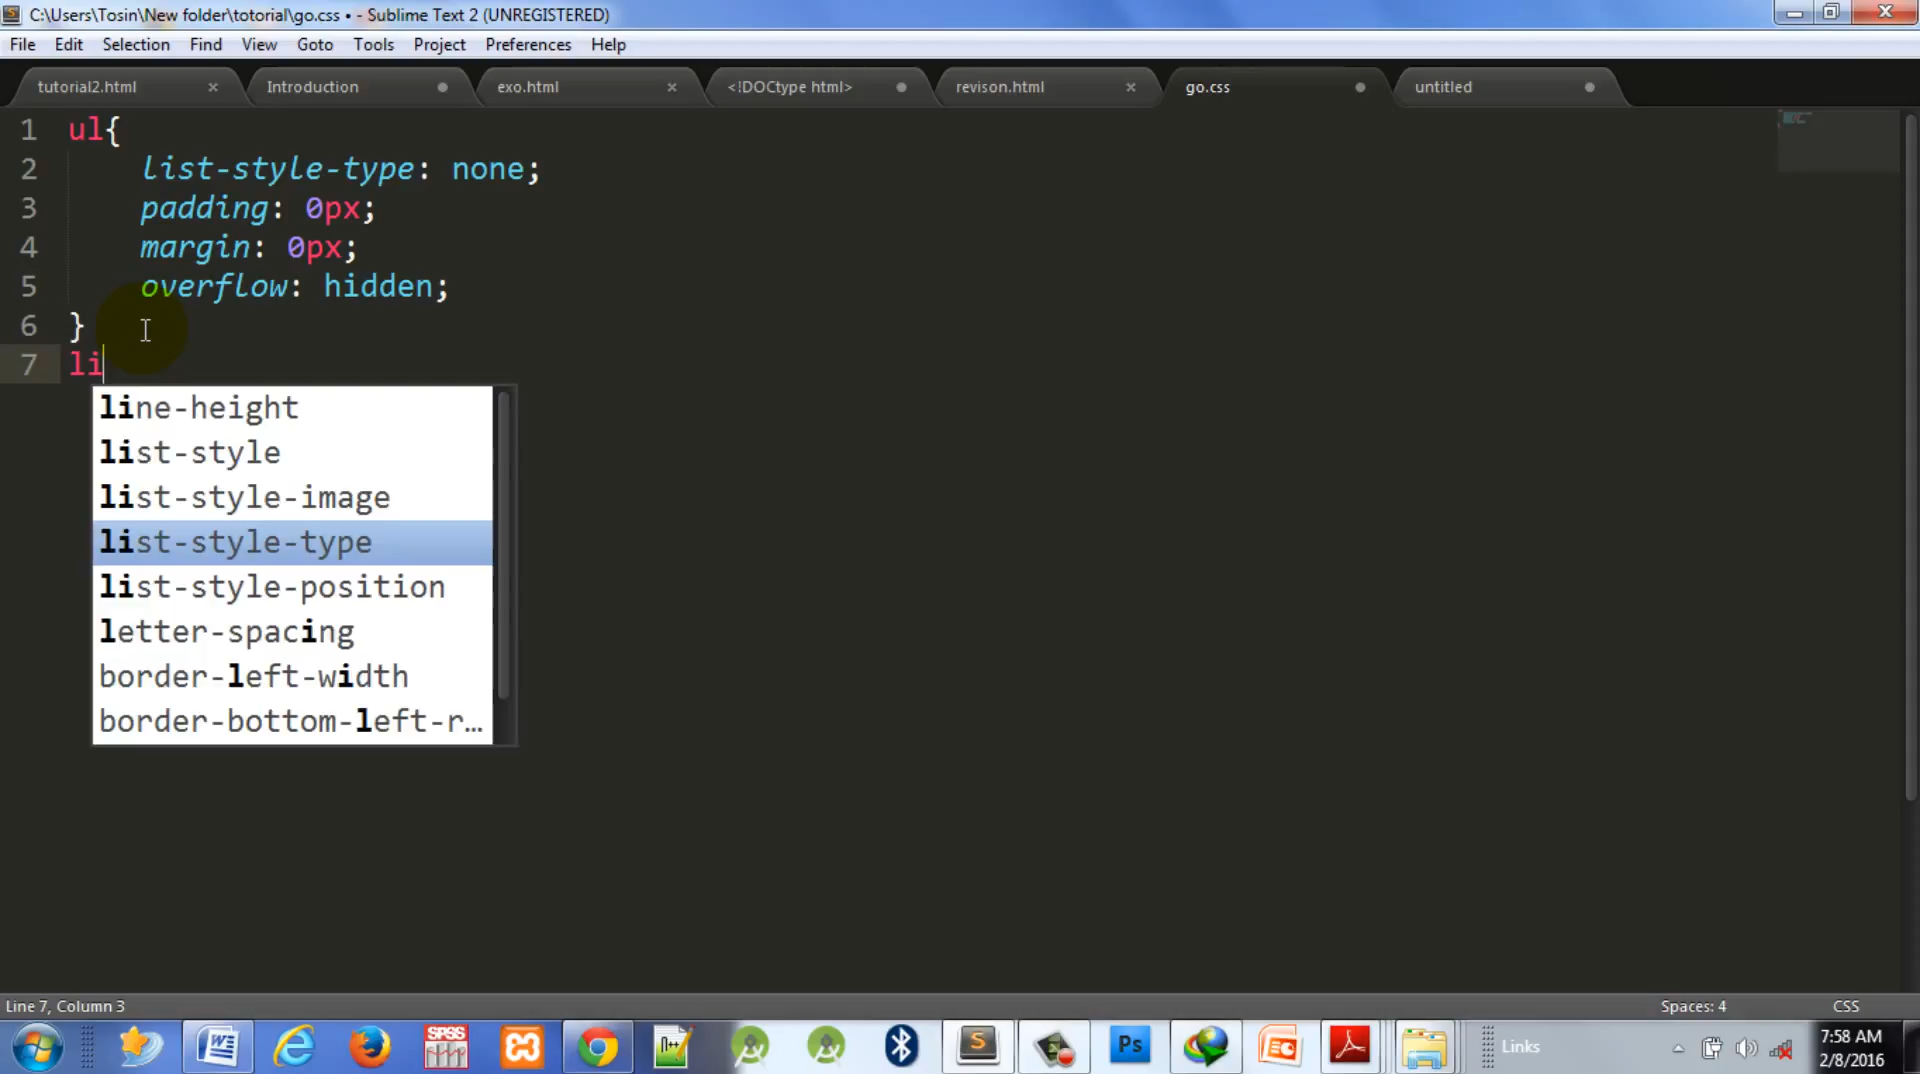 C:\Users\Tosin\New folder\totorial\go.css • - Sublime Text 2 (UNREGISTERED)
File Edit Selection Find View Goto Tools Project Preferences Help
tutorial2.html × Introduction exo.html × <!DOCtype html> revison.html × go.css untitled
1 ul{
2 list-style-type: none;
3 padding: 0px;
4 margin: 0px;
5 overflow: hidden;
6 }
7 li
line-height
list-style
list-style-image
list-style-type
list-style-position
letter-spacing
border-left-width
border-bottom-left-r…
Line 7, Column 3 Spaces: 4 CSS
W SPSS N++ S Ps Links 7:58 AM
2/8/2016